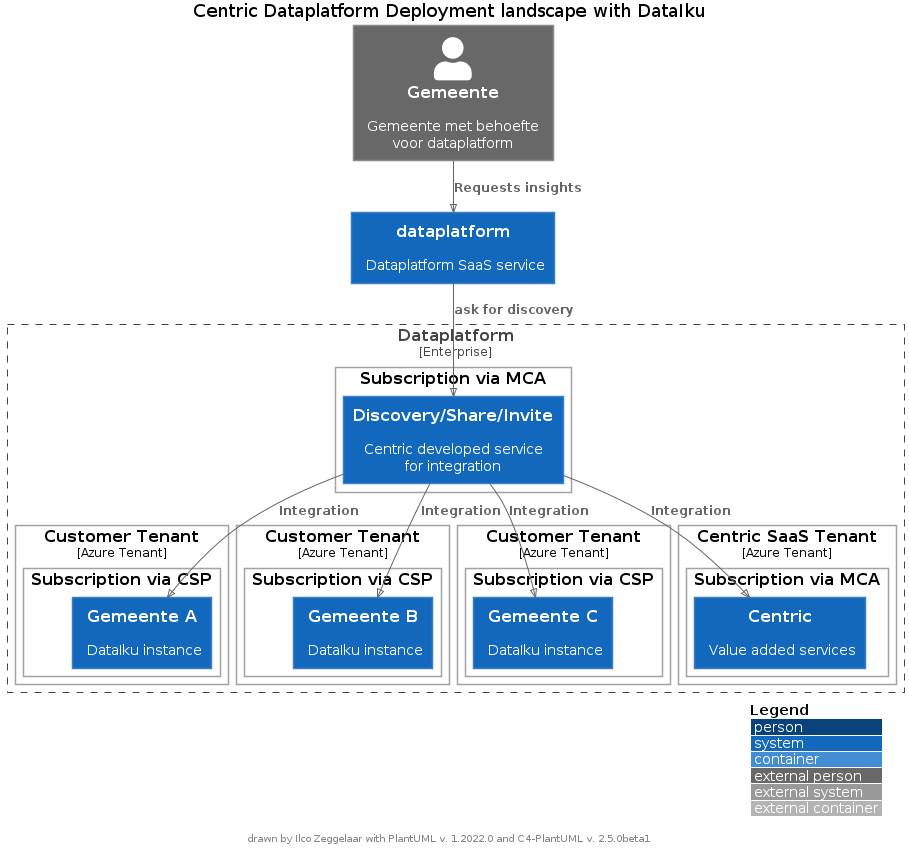 Centric Dataplatform Deployment landscape with DataIku
Gemeente
Gemeente met behoefte
voor dataplatform
Requests insights
dataplatform
Dataplatform SaaS service
ask for discovery
Dataplatform
[Enterprise]
Subscription via MCA
Discovery/Share/Invite
Centric developed service
for integration
Integration
Integration
Integration
Integration
Customer Tenant
[Azure Tenant]
Subscription via CSP
Gemeente A
DataIku instance
Customer Tenant
[Azure Tenant]
Subscription via CSP
Gemeente B
DataIku instance
Customer Tenant
[Azure Tenant]
Subscription via CSP
Gemeente C
DataIku instance
Centric SaaS Tenant
[Azure Tenant]
Subscription via MCA
Centric
Value added services
Legend
person
system
container
external person
external system
external container
drawn by Ilco Zeggelaar with PlantUML v. 1.2022.0 and C4-PlantUML v. 2.5.0beta1